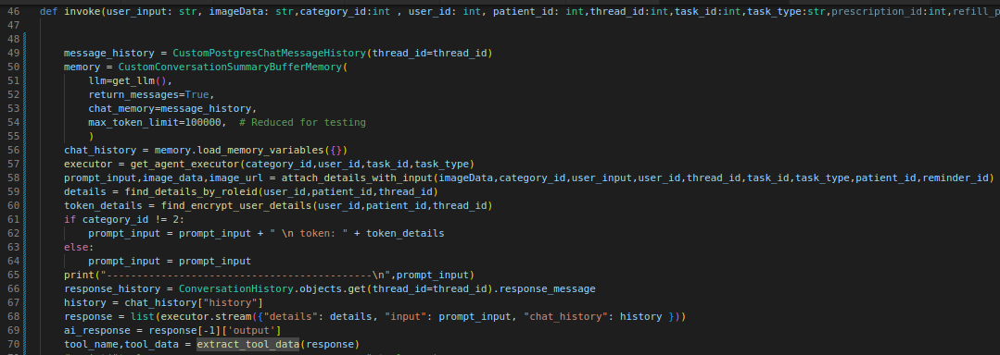 46 def invoke(user_input: str, imageData: str,category_id:int , user_id: int, patient_id: int,thread_id:int,task_id:int,task_type:str,prescription_id:int,refill_p
47
48
49 message_history = CustomPostgresChatMessageHistory(thread_id=thread_id)
50 memory = CustomConversationSummaryBufferMemory(
51 llm=get_llm(),
52 return_messages=True,
53 chat_memory=message_history,
54 max_token_limit=100000,  # Reduced for testing
55 )
56 chat_history = memory.load_memory_variables({})
57 executor = get_agent_executor(category_id,user_id,task_id,task_type)
58 prompt_input,image_data,image_url = attach_details_with_input(imageData,category_id,user_input,user_id,thread_id,task_id,task_type,patient_id,reminder_id)
59 details = find_details_by_roleid(user_id,patient_id,thread_id)
60 token_details = find_encrypt_user_details(user_id,patient_id,thread_id)
61 if category_id != 2:
62 prompt_input = prompt_input + " \n token: " + token_details
63 else:
64 prompt_input = prompt_input
65 print("--------------------------------------------\n",prompt_input)
66 response_history = ConversationHistory.objects.get(thread_id=thread_id).response_message
67 history = chat_history["history"]
68 response = list(executor.stream({"details": details, "input": prompt_input, "chat_history": history }))
69 ai_response = response[-1]['output']
70 tool_name,tool_data = extract_tool_data(response)